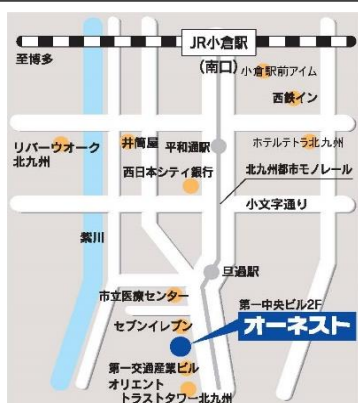 JR小倉駅
至博多
(南口)
小倉駅前アイム
西鉄イン
リバーウオーク
北九州
井筒屋
平和通駅
ホテルテトラ北九州
西日本シティ銀行
北九州都市モノレール
小文字通り
紫川
旦過駅
市立医療センター
第一中央ビル2F
セブンイレブン
オーネスト
第一交通産業ビル
オリエント
トラストタワー北九州